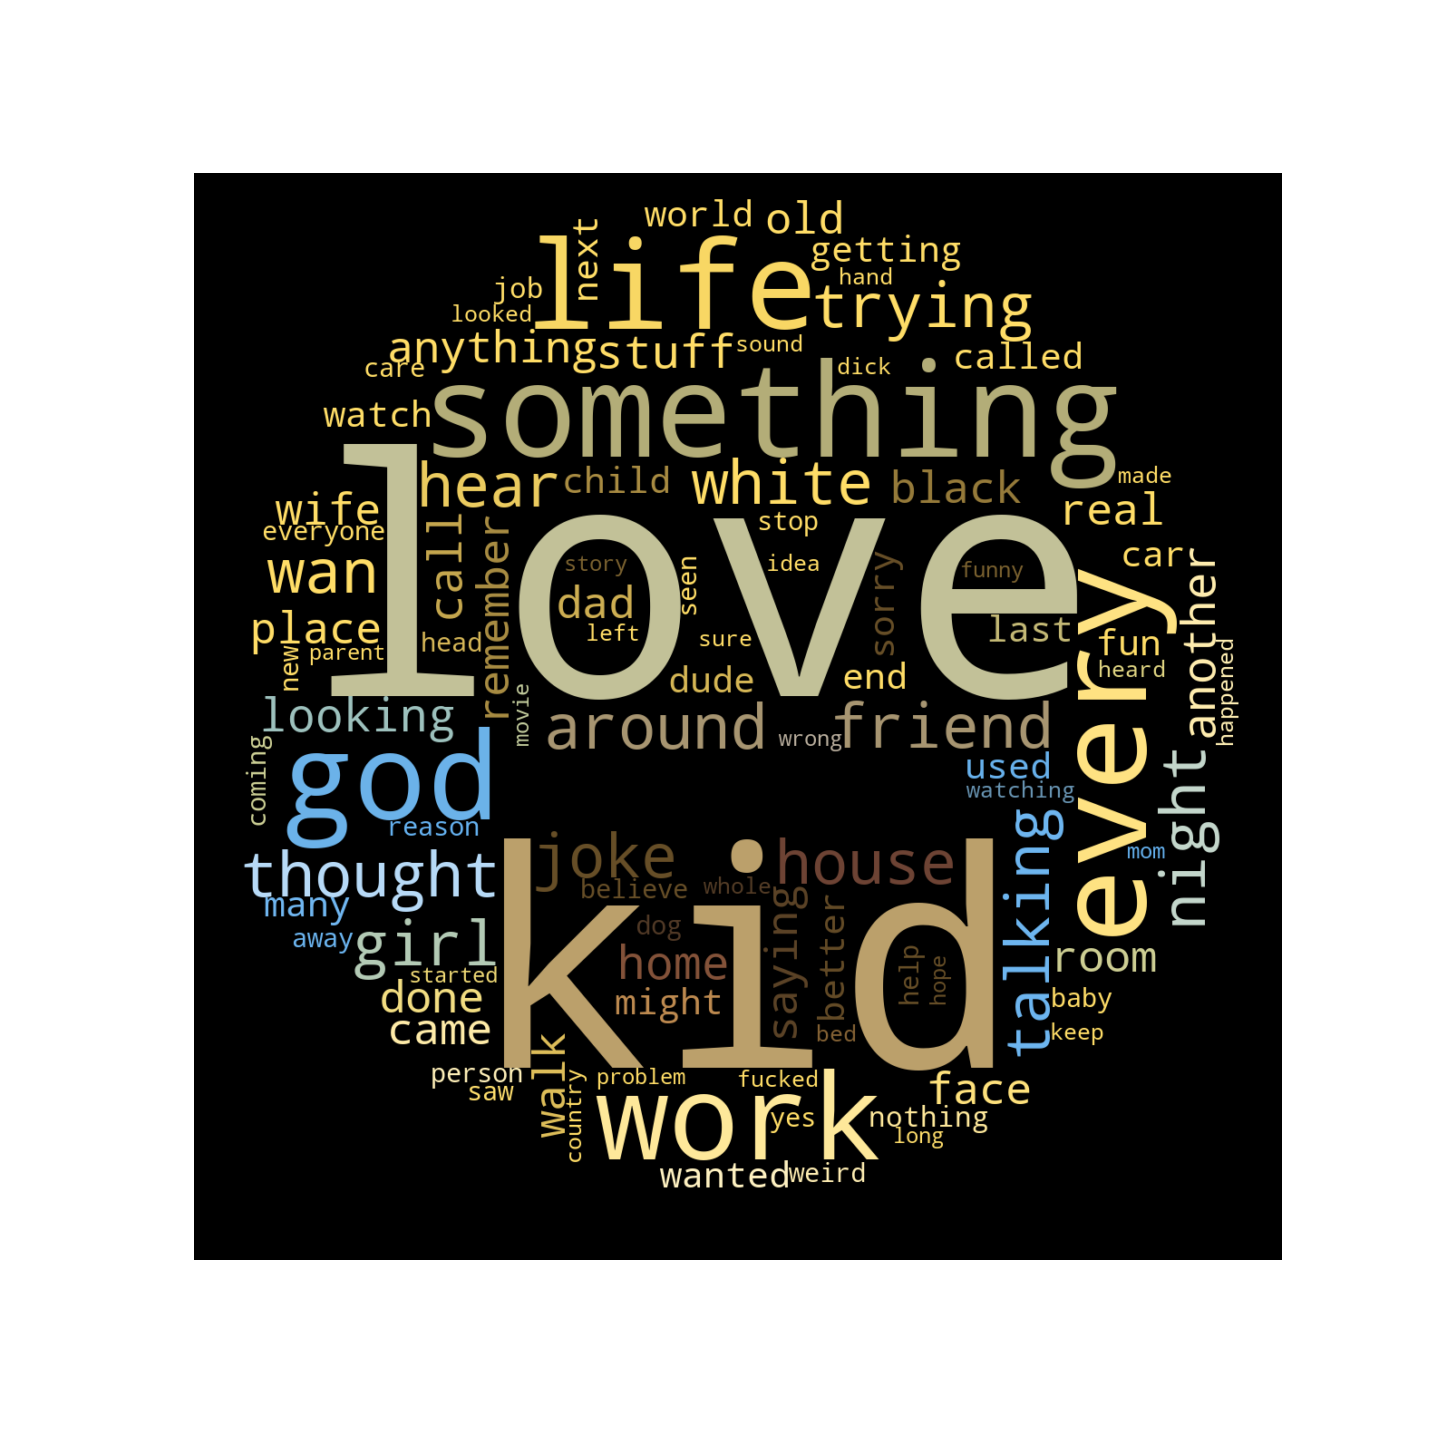 world
old
next
getting
life
hand
job
trying
looked
anything
stuff
sound
called
care
dick
something
watch
love
hear
child
white
black
made
wife
real
everyone
call
remember
stop
wan
story
seen
idea
sorry
funny
car
every
another
dad
place
left
sure
last
fun
head
new
parent
dude
end
heard
happened
looking
movie
around
wrong
friend
coming
god
used
night
watching
reason
talking
thought
joke
house
mom
many
kid
believe
whole
saying
better
away
girl
dog
home
help
hope
room
started
done
might
baby
came
bed
keep
walk
person
saw
country
problem
fucked
face
work
yes
nothing
long
wanted
weird